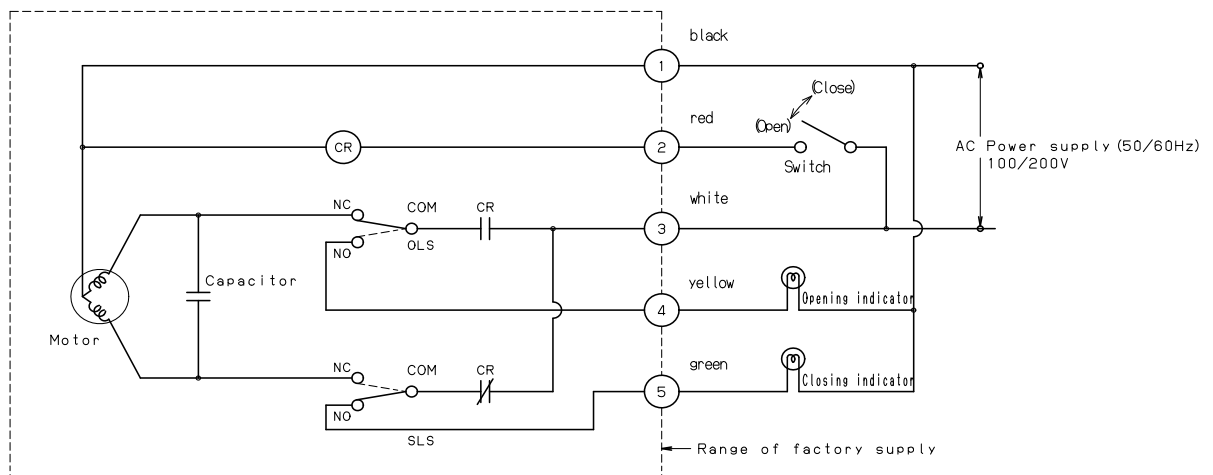 black
1
(Close)
red
(Open)
CR
2
Switch
AC Power supply (50/60Hz)
100/200V
white
NC
COM
CR
3
NO
OLS
yellow
Capacitor
Opening indicator
4
Motor
green
NC
COM
CR
5
Closing indicator
NO
SLS
Range of factory supply